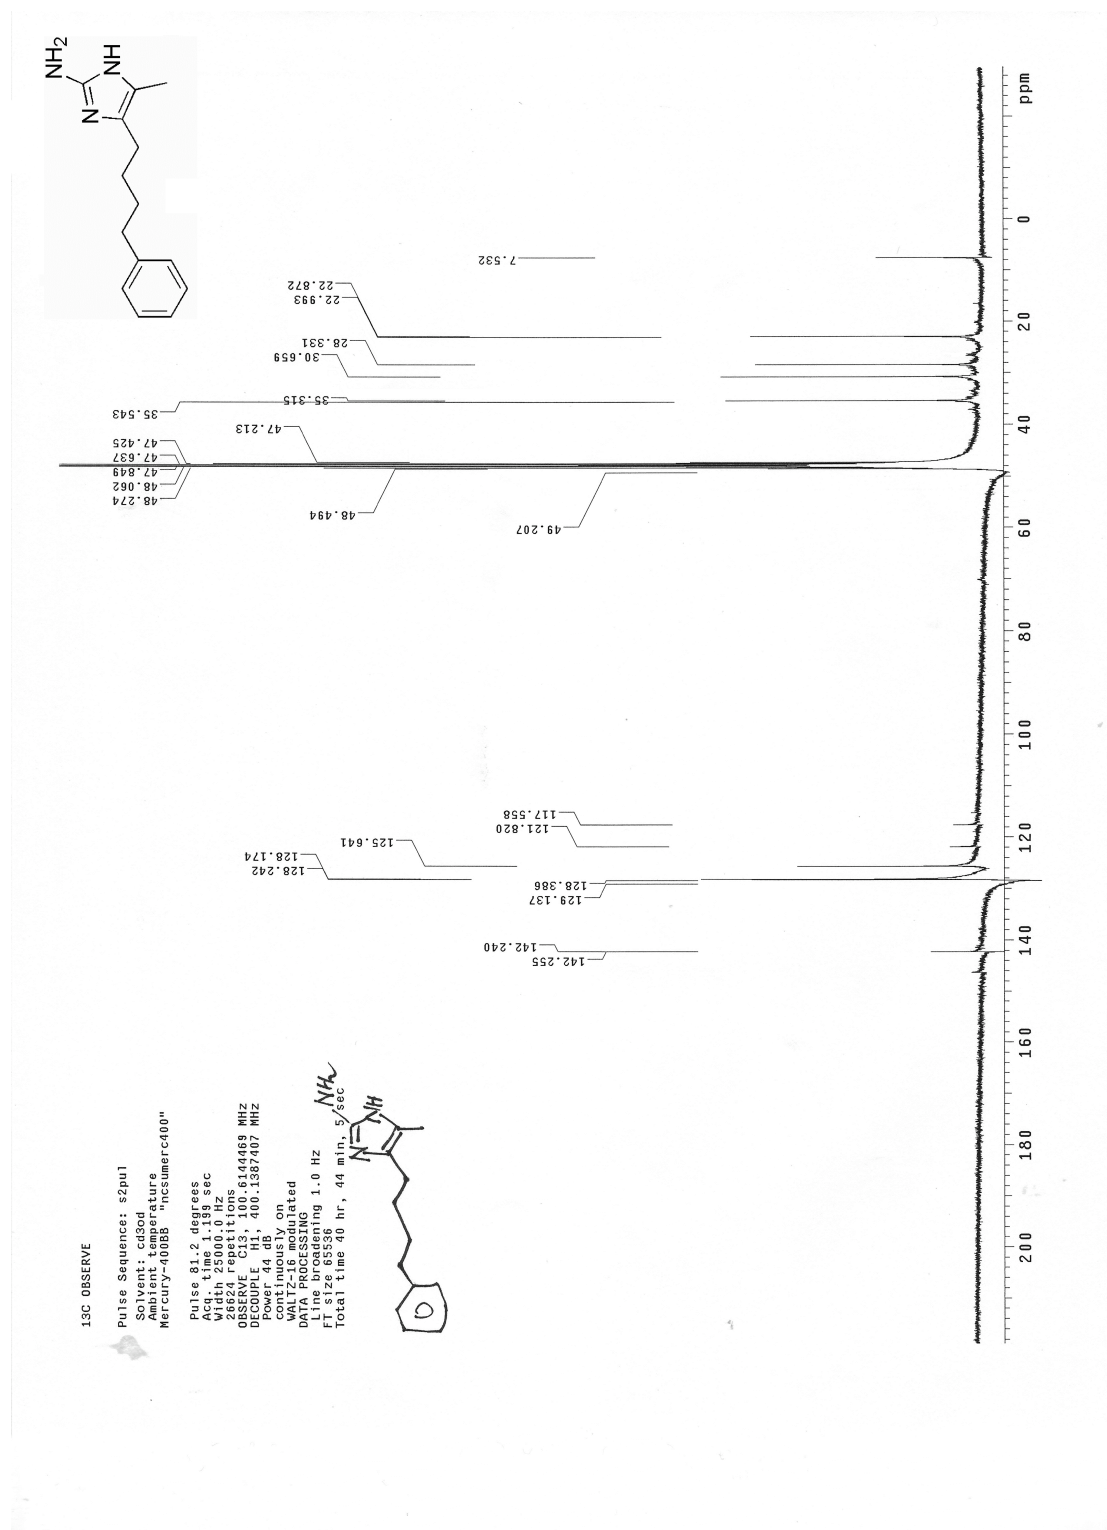 13C OBSERVE
Pulse Sequence: s2pul
Solvent: cd3od
Ambient temperature
Mercury-400BB "ncsumerc400"
Pulse 81.2 degrees
Acq. time 1.199 sec
Width 25000.0 Hz
26624 repetitions
OBSERVE C13, 100.6144469 MHz
DECOUPLE H1, 400.1387407 MHz
Power 44 dB
continuously on
WALTZ-16 modulated
DATA PROCESSING
Line broadening 1.0 Hz
FT size 65536
Total time 40 hr, 44 min, 5 sec
NH2
N
NH
NH2
N
NH
142.255
142.240
129.137
128.386
128.242
128.174
125.641
121.820
117.558
49.207
48.494
48.274
48.062
47.849
47.637
47.425
47.213
35.543
35.315
30.659
28.331
22.993
22.872
7.532
200
180
160
140
120
100
80
60
40
20
0
ppm